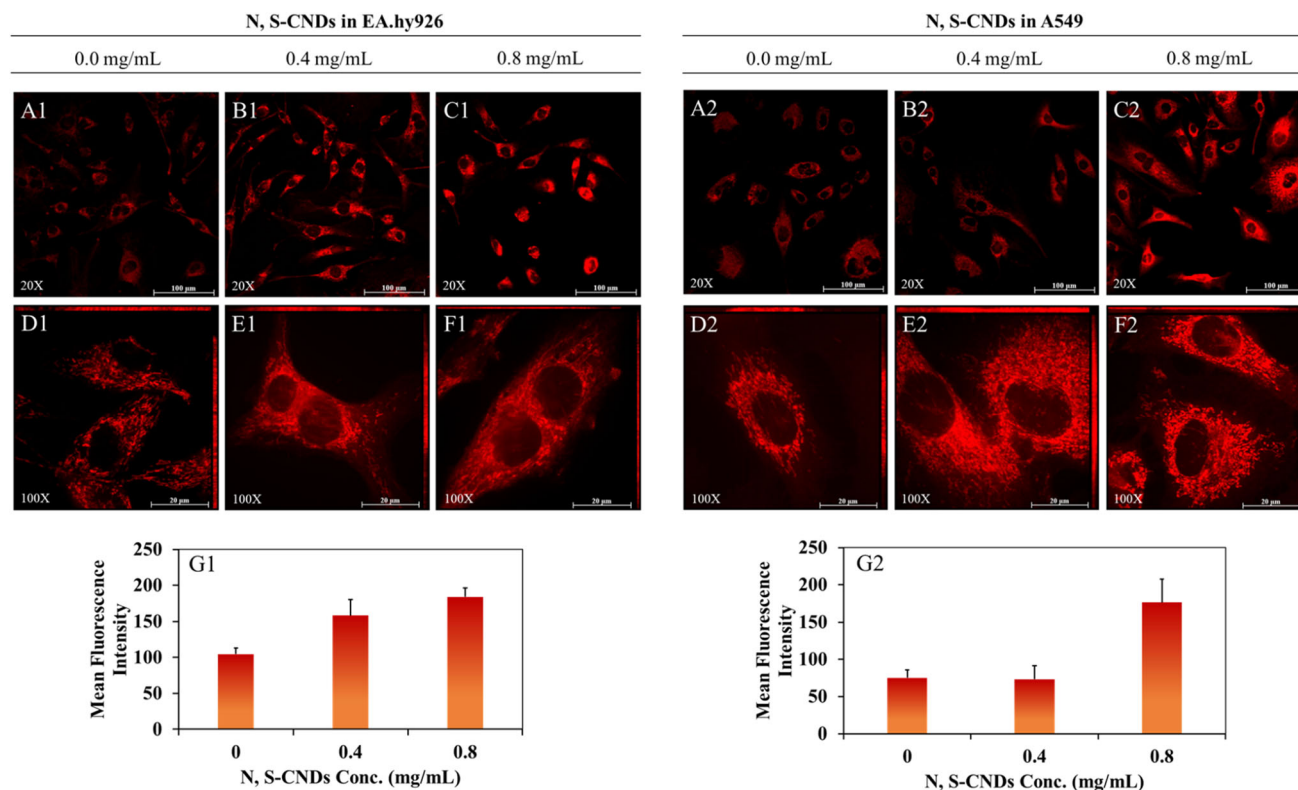 N, S-CNDs in EA.hy926
0.0 mg/mL 0.4 mg/mL 0.8 mg/mL
A1 B1 C1
20X 100 µm 20X 100 µm 20X 100 µm
D1 E1 F1
100X 20 µm 100X 20 µm 100X 20 µm
G1
Mean Fluorescence
Intensity
250
200
150
100
50
0
0 0.4 0.8
N, S-CNDs Conc. (mg/mL)
N, S-CNDs in A549
0.0 mg/mL 0.4 mg/mL 0.8 mg/mL
A2 B2 C2
20X 100 µm 20X 100 µm 20X 100 µm
D2 E2 F2
100X 20 µm 100X 20 µm 100X 20 µm
G2
Mean Fluorescence
Intensity
250
200
150
100
50
0
0 0.4 0.8
N, S-CNDs Conc. (mg/mL)